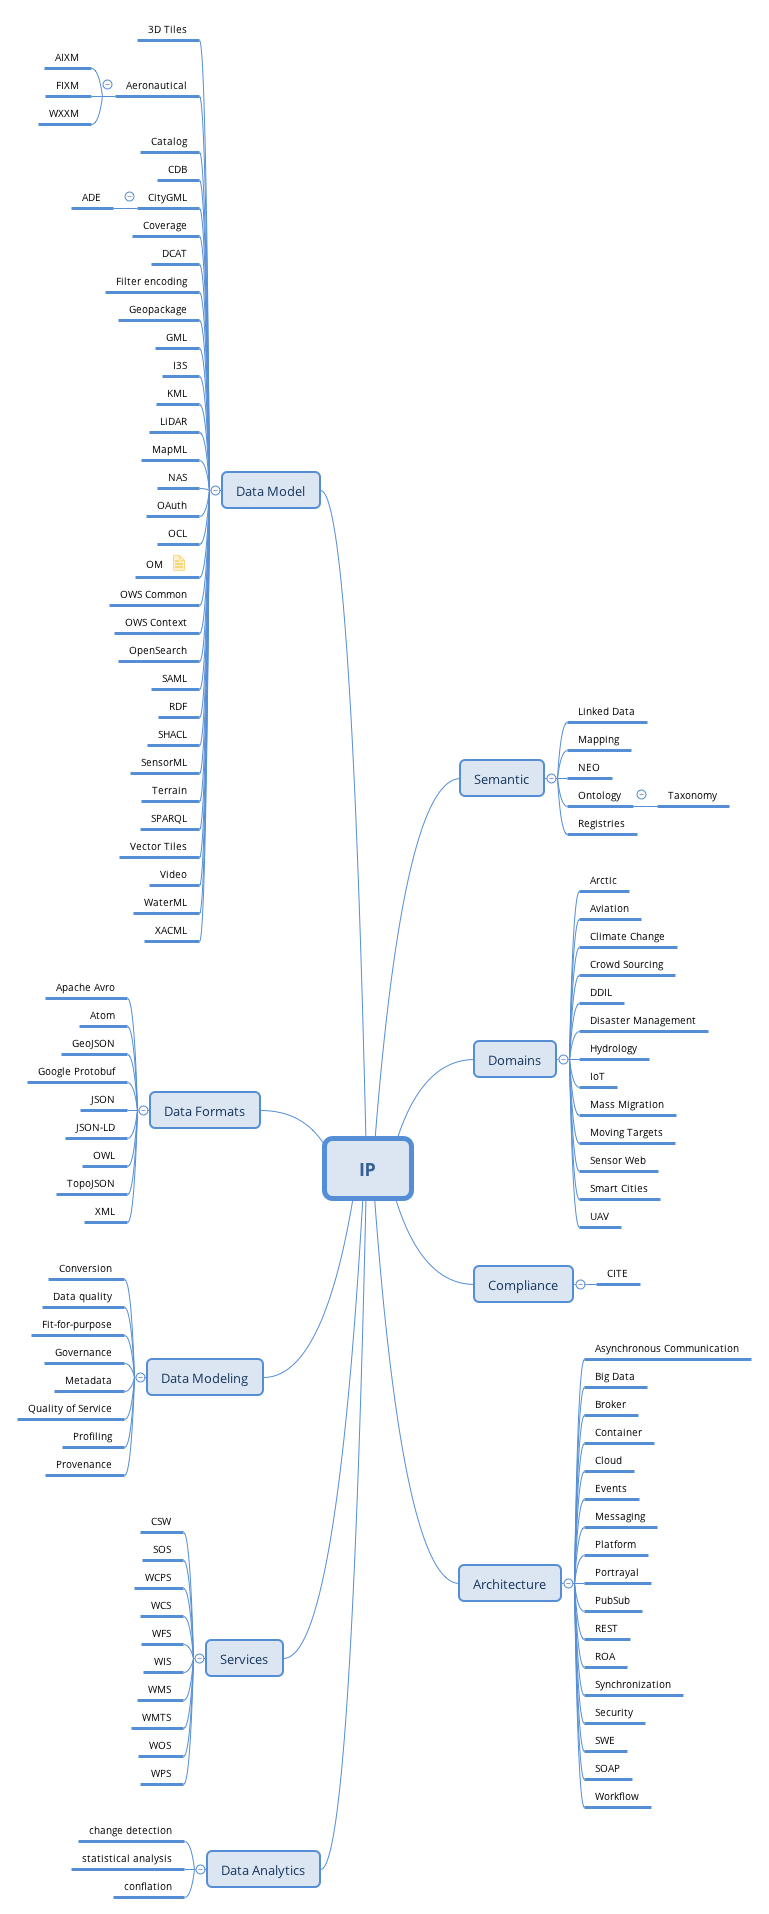 3D Tiles
AIXM
FIXM
WXXM
Aeronautical
Catalog
CDB
ADE
CityGML
Coverage
DCAT
Filter encoding
Geopackage
GML
I3S
KML
LiDAR
MapML
NAS
OAuth
OCL
OM
OWS Common
OWS Context
OpenSearch
SAML
RDF
SHACL
SensorML
Terrain
SPARQL
Vector Tiles
Video
WaterML
XACML
Data Model
Apache Avro
Atom
GeoJSON
Google Protobuf
JSON
JSON-LD
OWL
TopoJSON
XML
Data Formats
Conversion
Data quality
Fit-for-purpose
Governance
Metadata
Quality of Service
Profiling
Provenance
Data Modeling
CSW
SOS
WCPS
WCS
WFS
WIS
WMS
WMTS
WOS
WPS
Services
change detection
statistical analysis
conflation
Data Analytics
IP
Semantic
Linked Data
Mapping
NEO
Ontology
Taxonomy
Registries
Domains
Arctic
Aviation
Climate Change
Crowd Sourcing
DDIL
Disaster Management
Hydrology
IoT
Mass Migration
Moving Targets
Sensor Web
Smart Cities
UAV
Compliance
CITE
Architecture
Asynchronous Communication
Big Data
Broker
Container
Cloud
Events
Messaging
Platform
Portrayal
PubSub
REST
ROA
Synchronization
Security
SWE
SOAP
Workflow